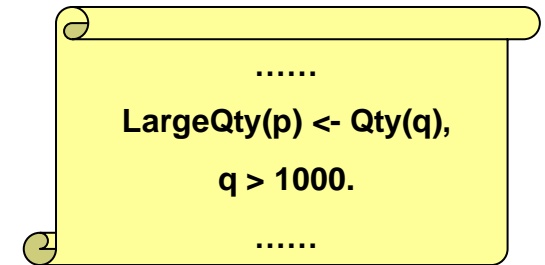 ……
LargeQty(p) <- Qty(q),
q > 1000.
……